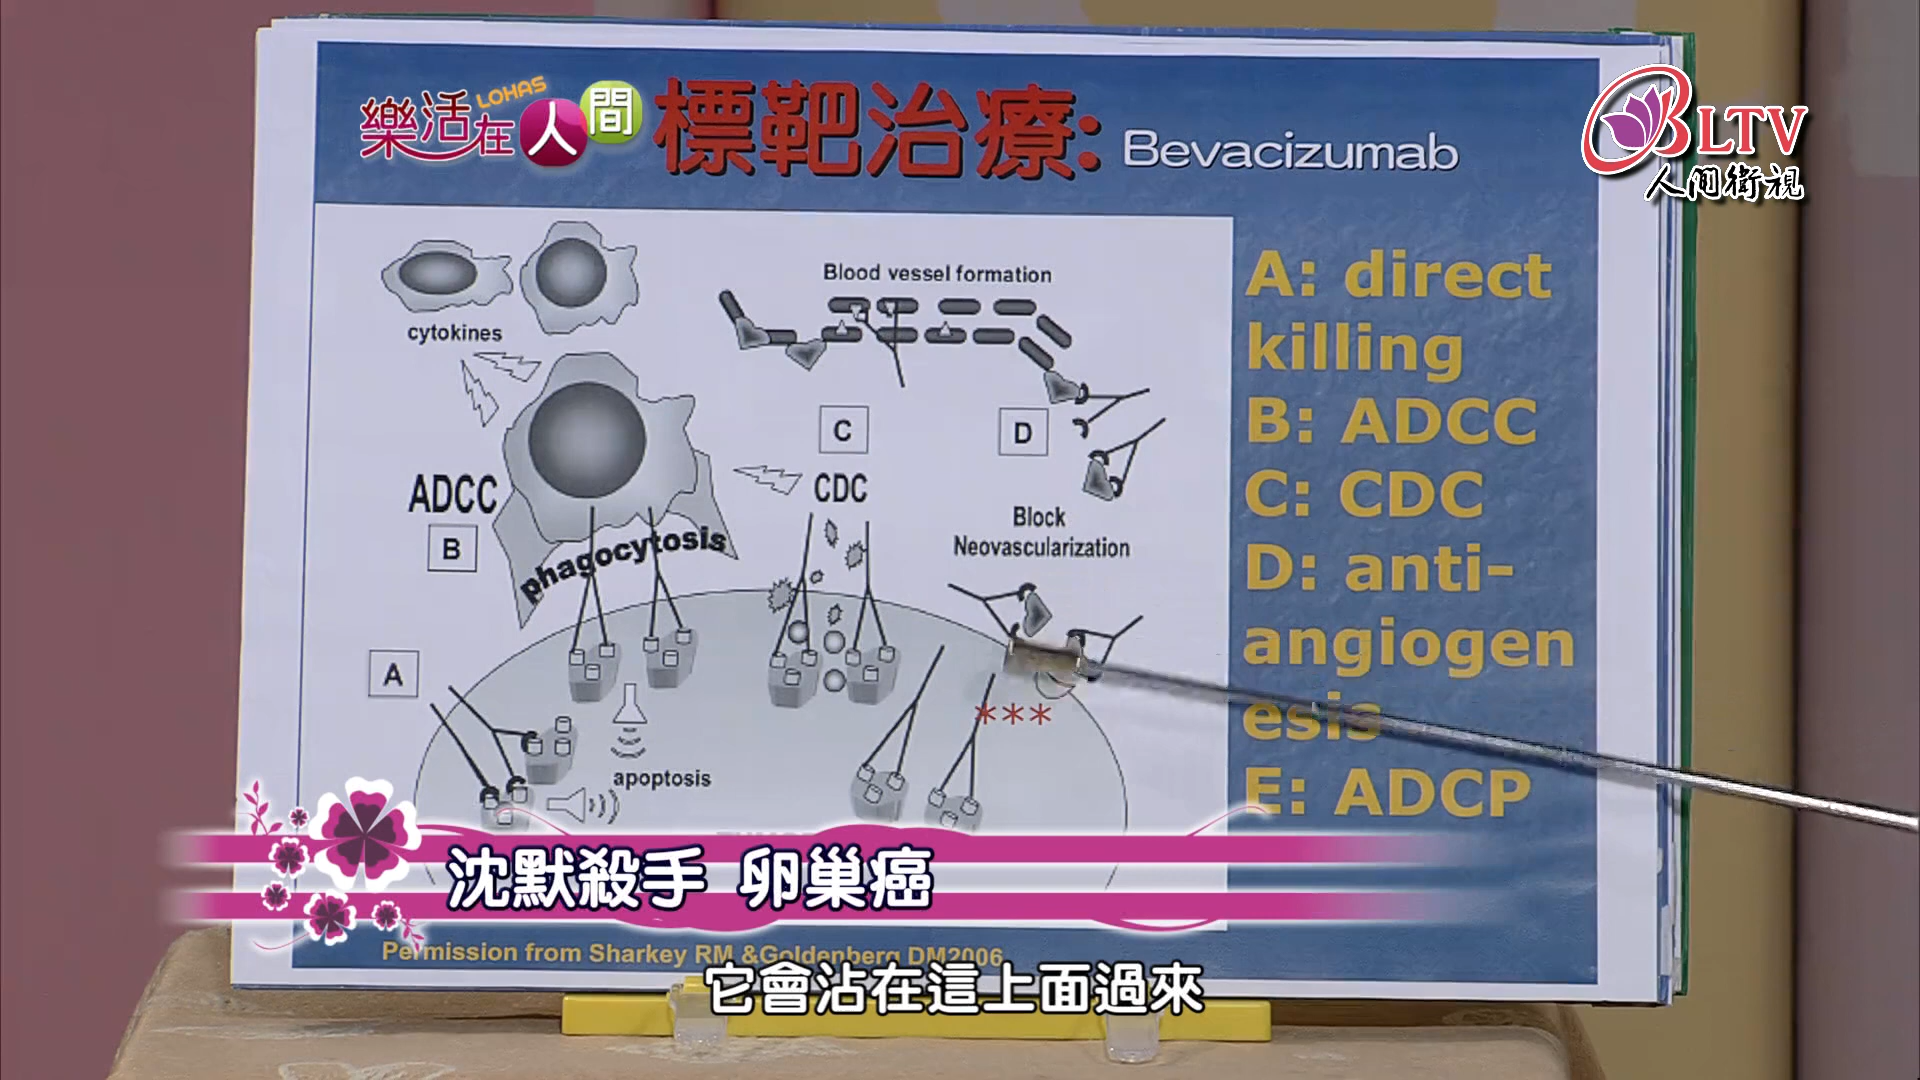 樂活在人間
LOHAS
標靶治療: Bevacizumab
BLTV
人間衛視
cytokines
Blood vessel formation
ADCC
B
phagocytosis
C
CDC
D
Block
Neovascularization
A
apoptosis
***
A: direct
killing
B: ADCC
C: CDC
D: anti-
angiogen
esis
E: ADCP
沈默殺手 卵巢癌
Permission from Sharkey RM &Goldenberg DM2006
它會沾在這上面過來